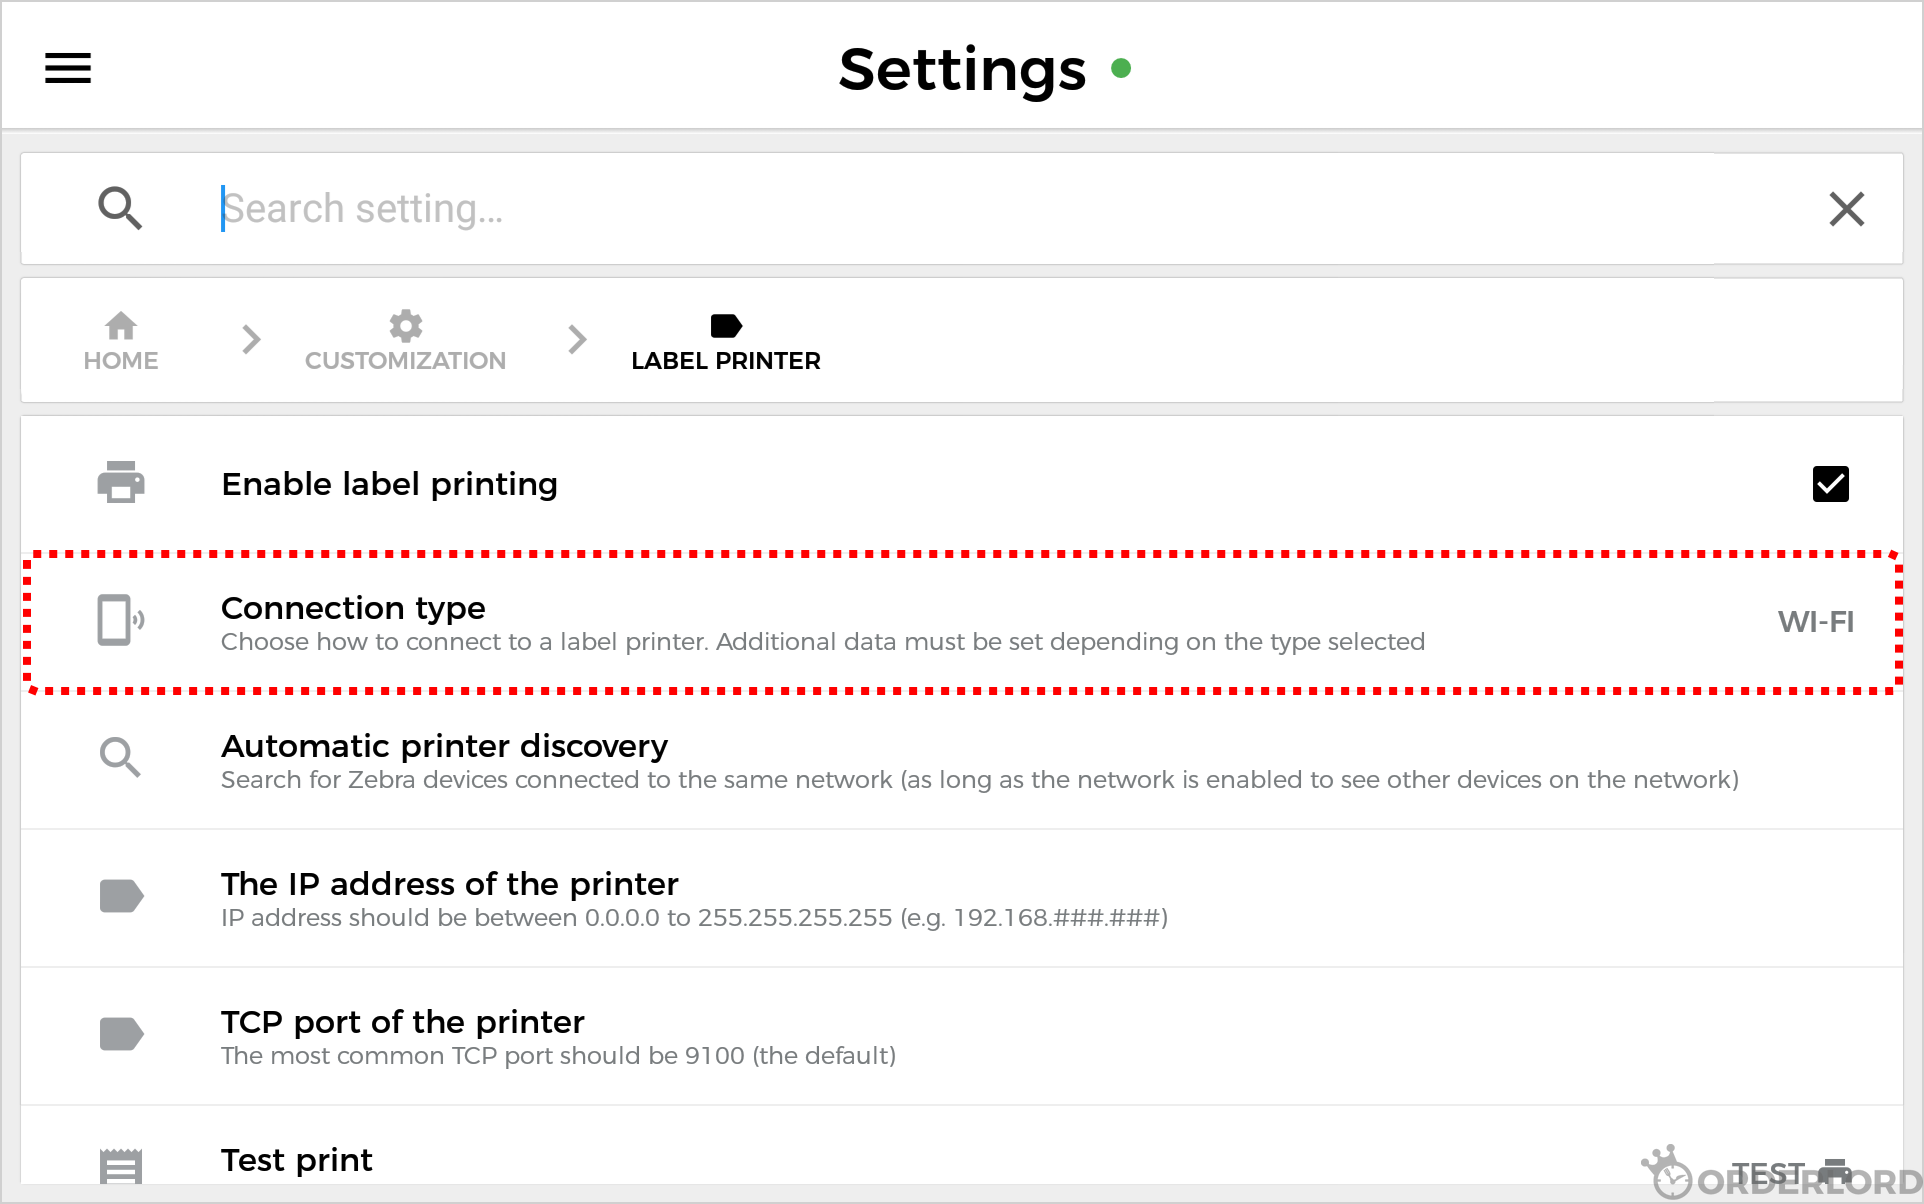 Settings
Search setting...
HOME
CUSTOMIZATION
LABEL PRINTER
Enable label printing
Connection type
Choose how to connect to a label printer. Additional data must be set depending on the type selected
WI-FI
Automatic printer discovery
Search for Zebra devices connected to the same network (as long as the network is enabled to see other devices on the network)
The IP address of the printer
IP address should be between 0.0.0.0 to 255.255.255.255 (e.g. 192.168.###.###)
TCP port of the printer
The most common TCP port should be 9100 (the default)
Test print
TEST
ORDERLORD